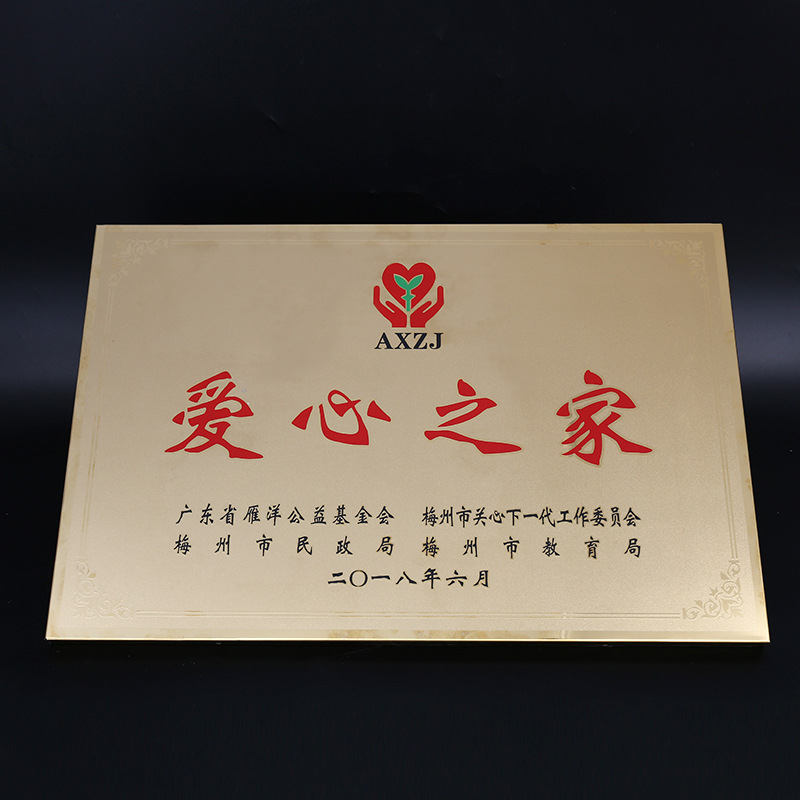 AXZJ
爱心之家
广东省雁洋公益基金会 梅州市关心下一代工作委员会
梅州市民政局 梅州市教育局
二〇一八年六月